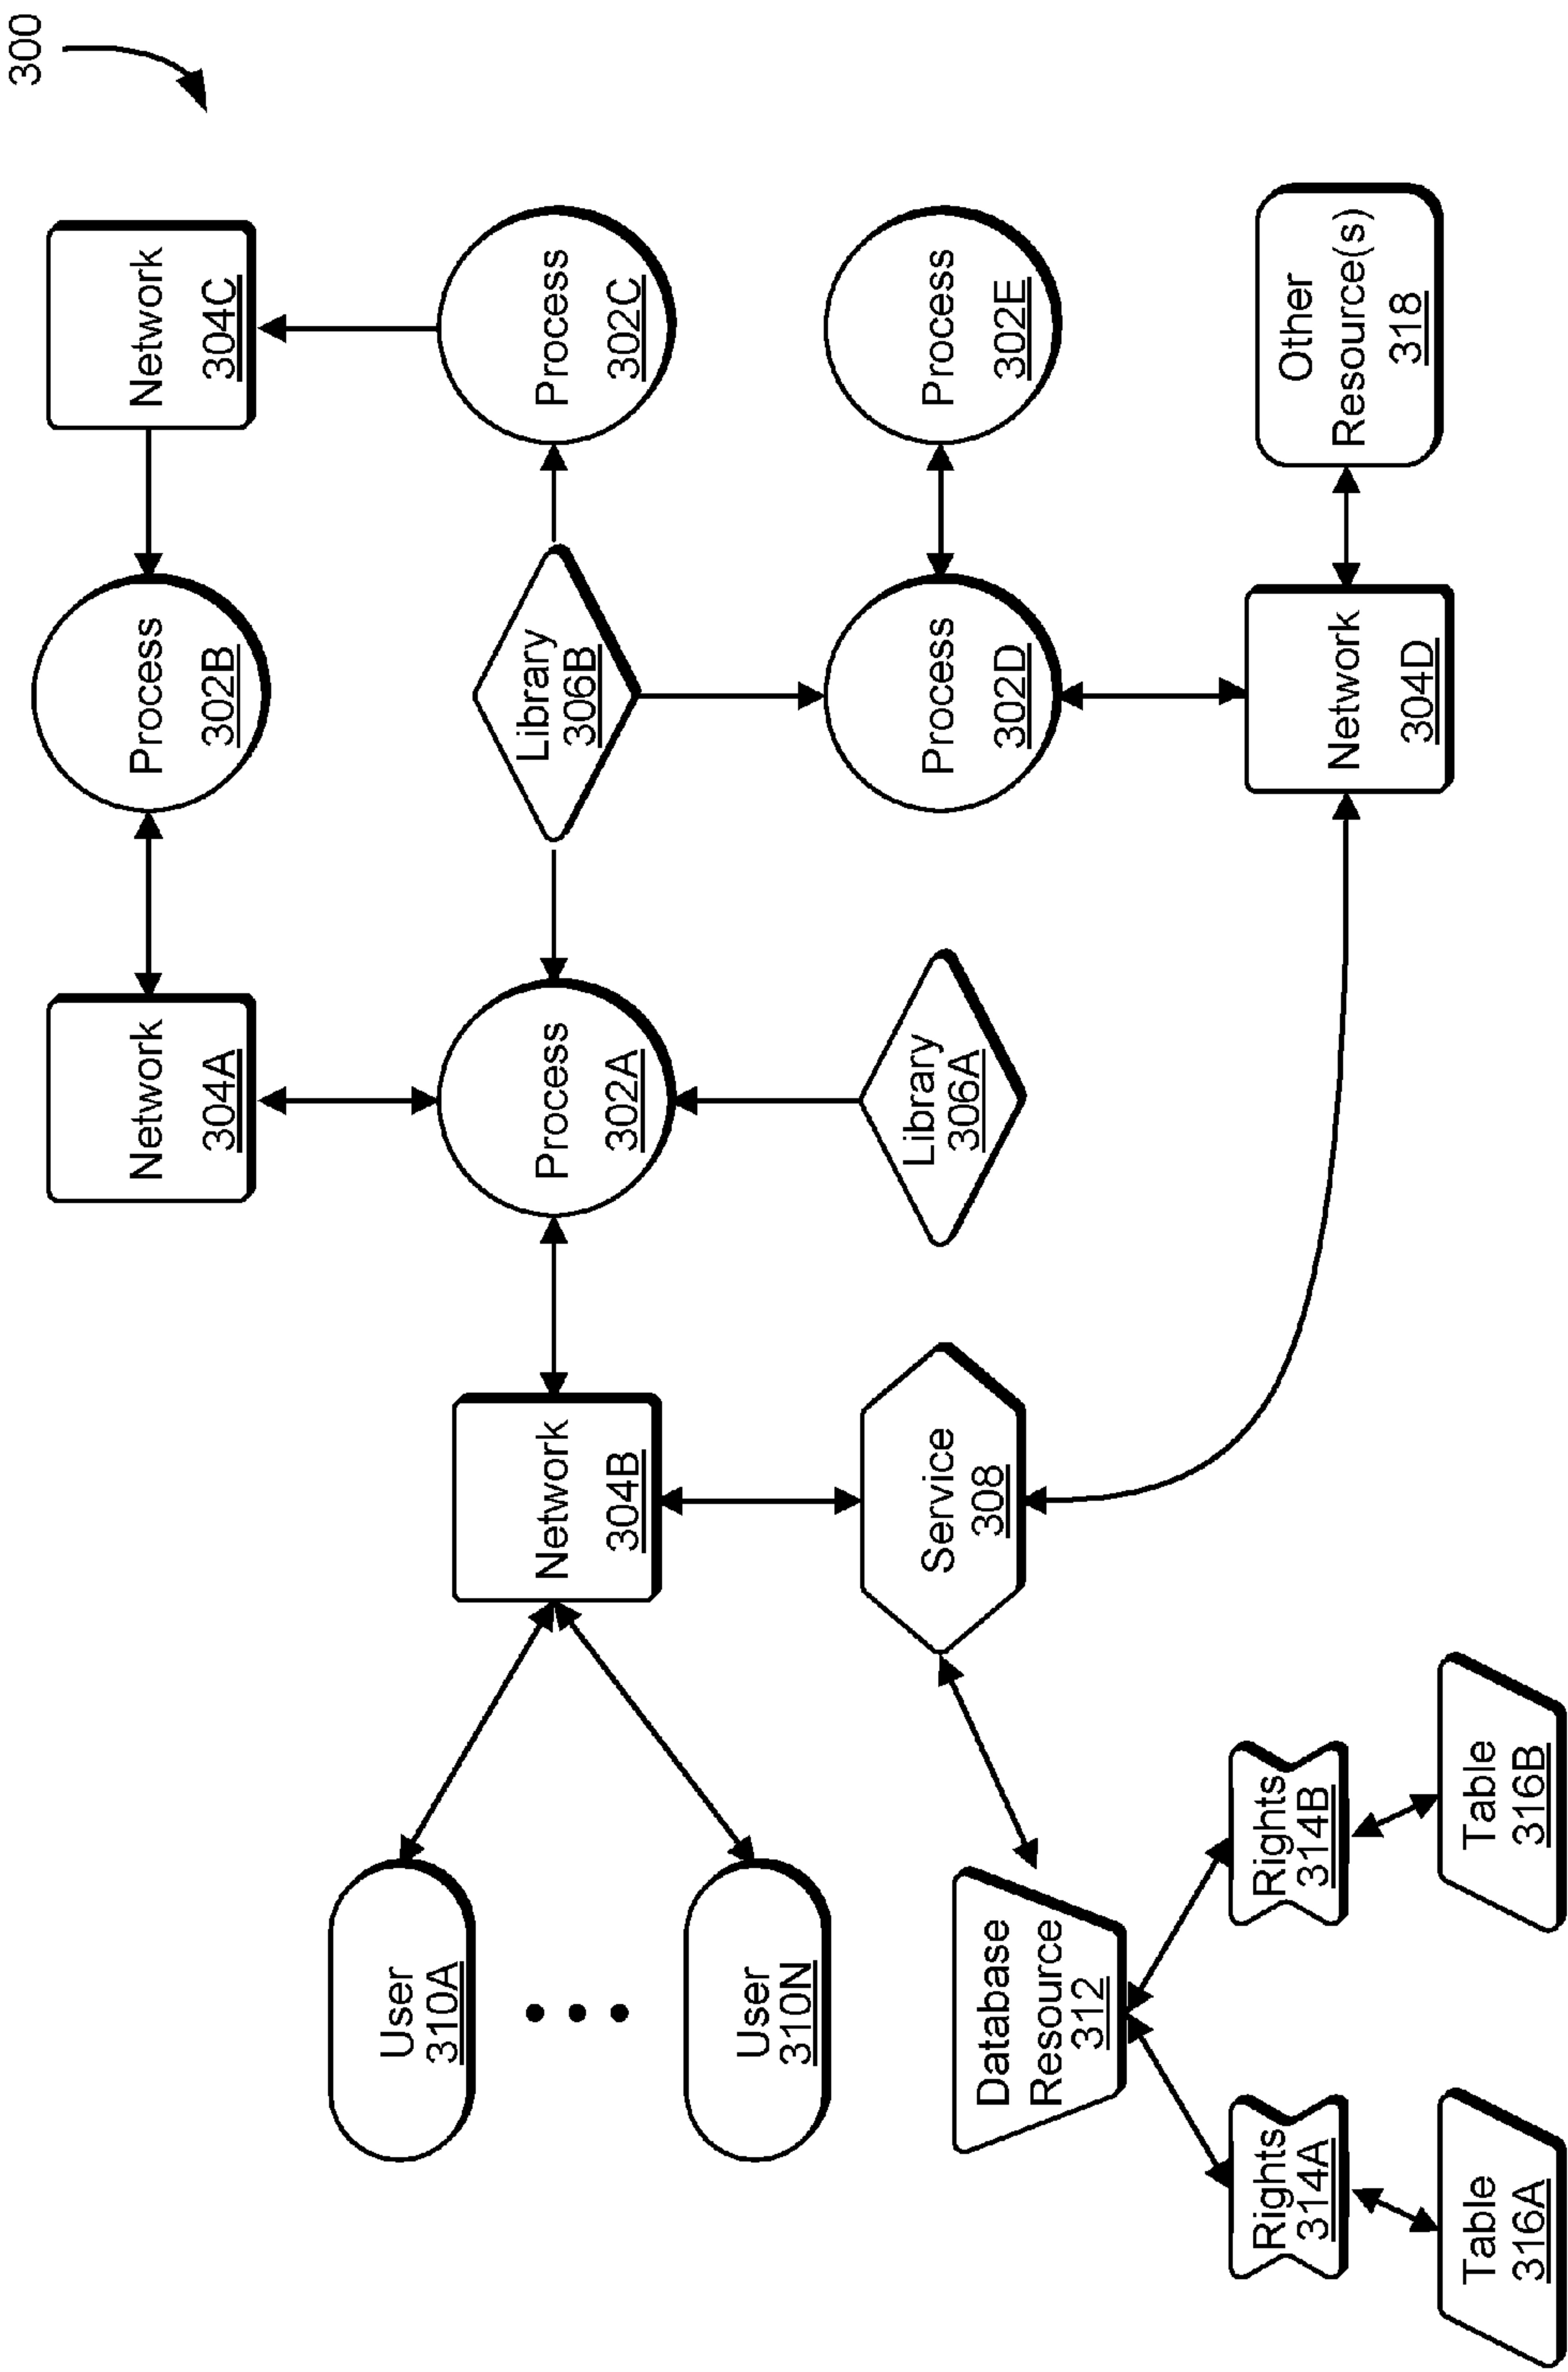 300
Network
304A
Process
302B
Network
304C
User
310A
Network
304B
Process
302A
Library
306B
Process
302C
User
310N
Database
Resource
312
Service
308
Library
306A
Process
302D
Process
302E
Rights
314A
Rights
314B
Network
304D
Other
Resource(s)
318
Table
316A
Table
316B